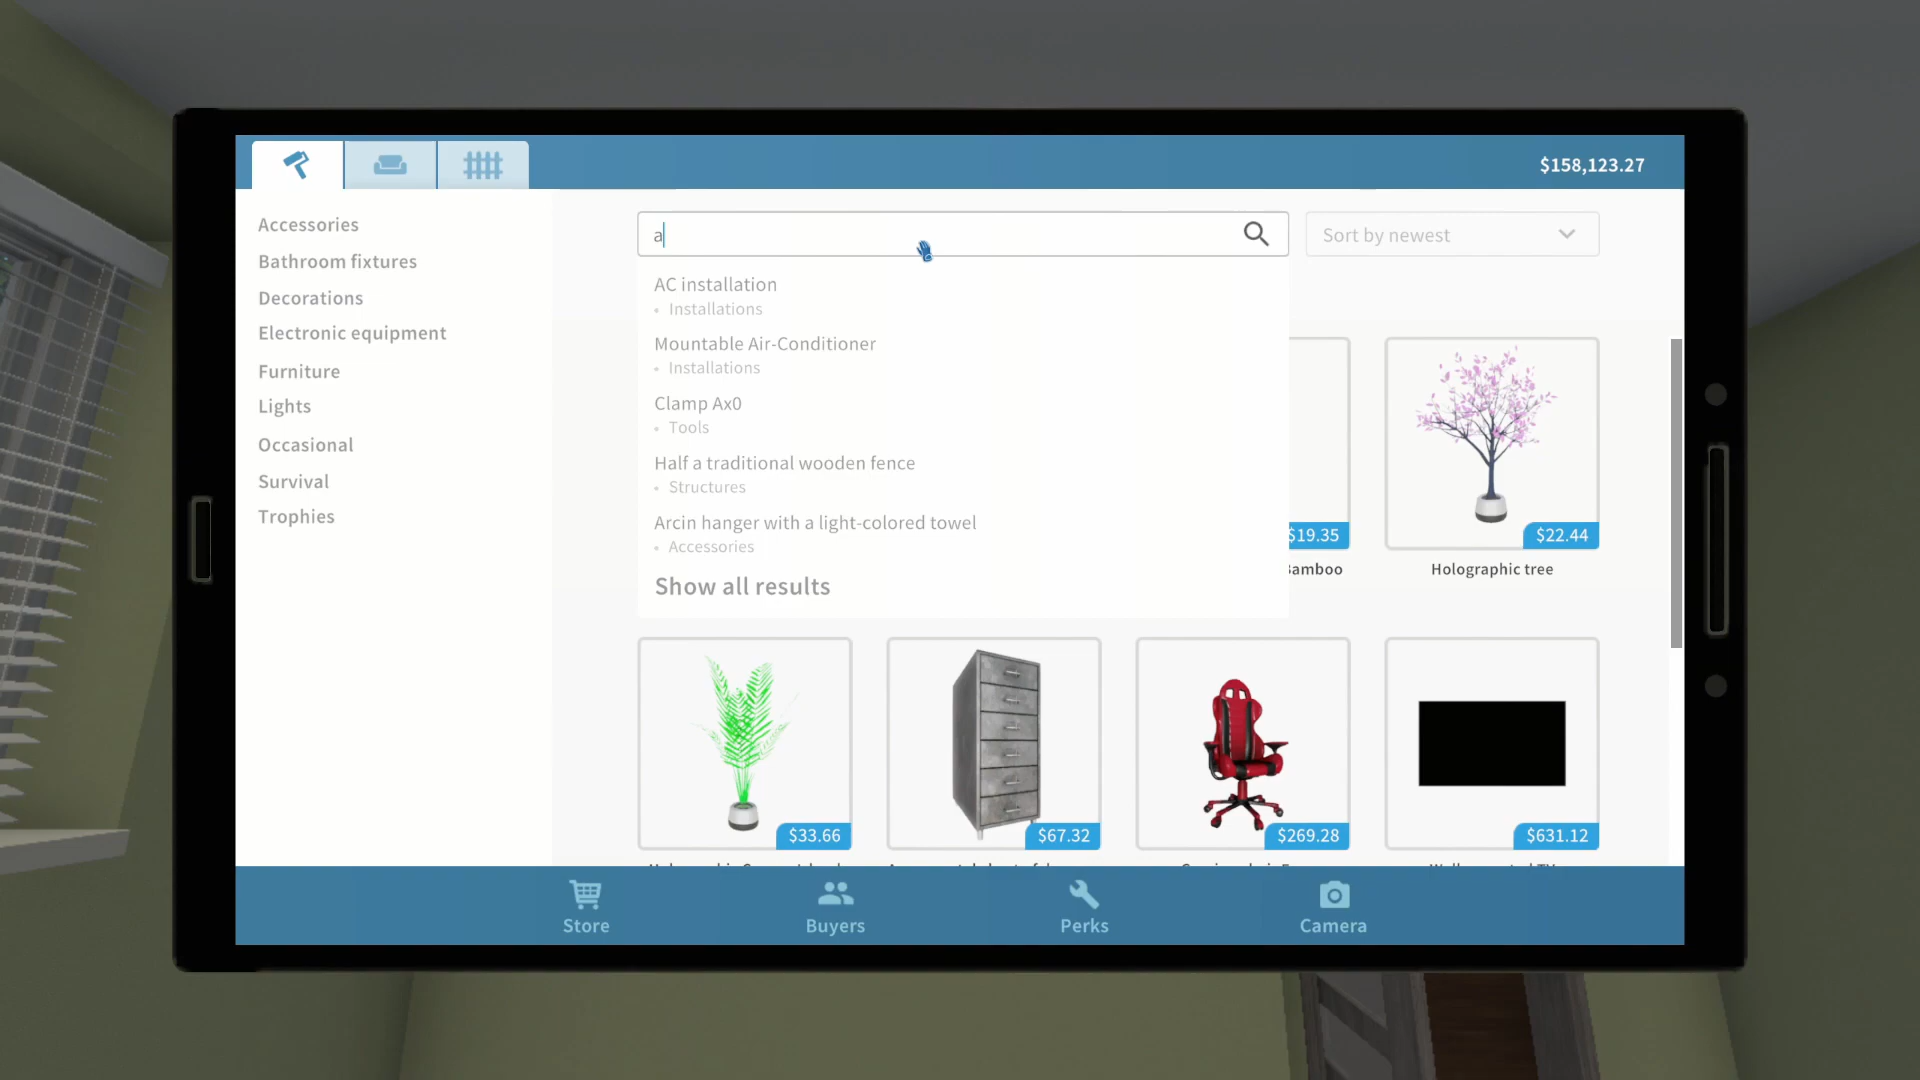 $158,123.27
Accessories
Bathroom fixtures
Decorations
Electronic equipment
Furniture
Lights
Occasional
Survival
Trophies
a
Sort by newest
AC installation
• Installations
Mountable Air-Conditioner
• Installations
Clamp Ax0
• Tools
Half a traditional wooden fence
• Structures
Arcin hanger with a light-colored towel
• Accessories
Show all results
$19.35
Bamboo
$22.44
Holographic tree
$33.66
$67.32
$269.28
$631.12
Store
Buyers
Perks
Camera